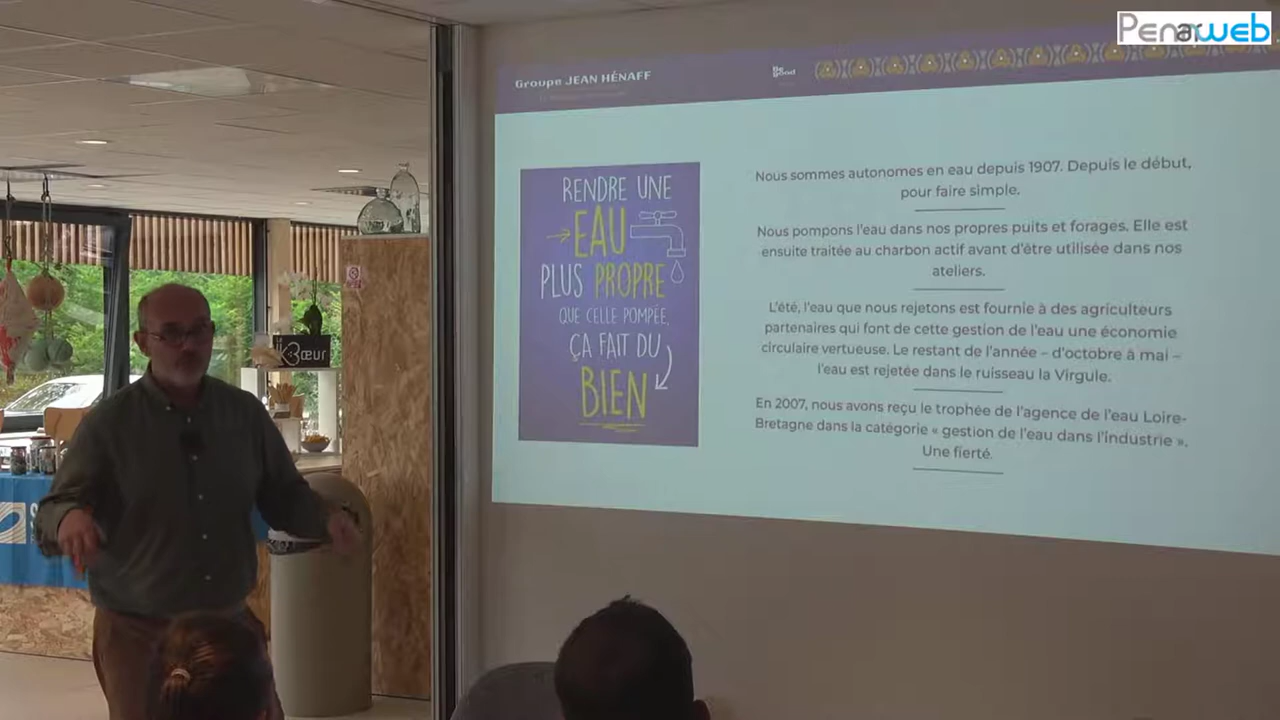 Penarweb
Groupe JEAN HÉNAFF
Be
good
RENDRE UNE
EAU
PLUS PROPRE
QUE CELLE POMPÉE,
ÇA FAIT DU
BIEN
Nous sommes autonomes en eau depuis 1907. Depuis le début,
pour faire simple.
Nous pompons l'eau dans nos propres puits et forages. Elle est
ensuite traitée au charbon actif avant d'être utilisée dans nos
ateliers.
L'été, l'eau que nous rejetons est fournie à des agriculteurs
partenaires qui font de cette gestion de l'eau une économie
circulaire vertueuse. Le restant de l'année – d'octobre à mai –
l'eau est rejetée dans le ruisseau la Virgule.
En 2007, nous avons reçu le trophée de l'agence de l'eau Loire-
Bretagne dans la catégorie « gestion de l'eau dans l'industrie ».
Une fierté.